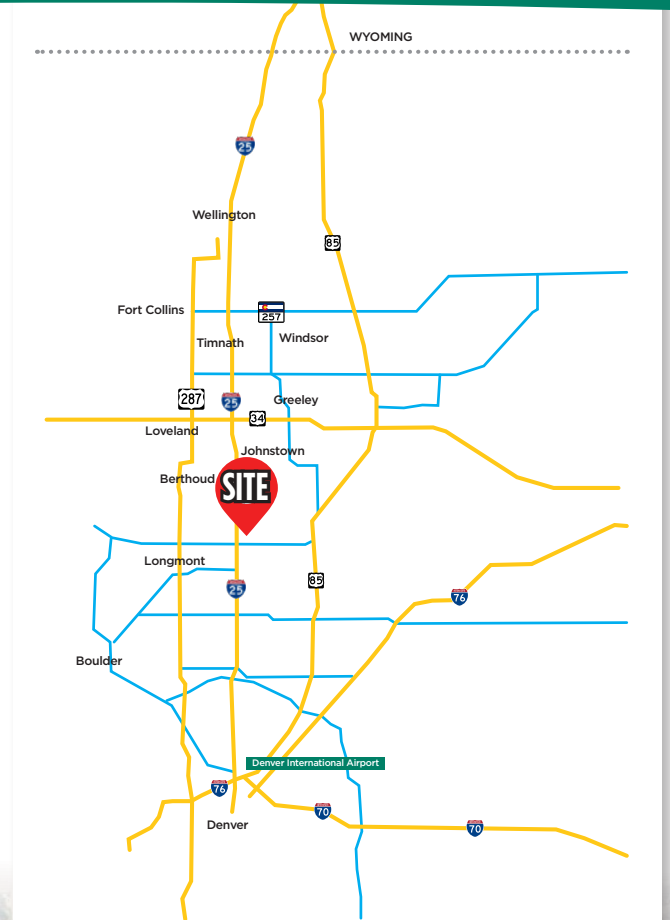 WYOMING
25
Wellington
85
Fort Collins
257
Timnath
Windsor
287
25
Greeley
34
Loveland
Johnstown
Berthoud
SITE
Longmont
85
25
76
Boulder
Denver International Airport
76
70
Denver
70